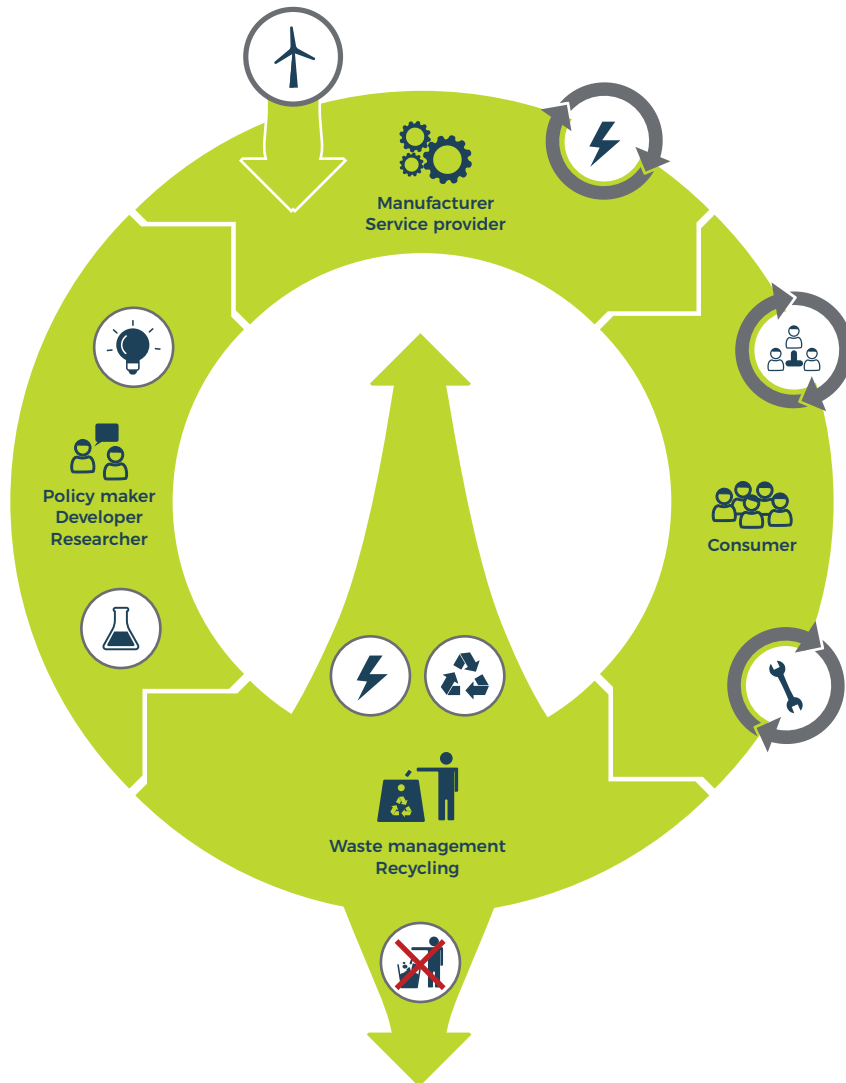 Manufacturer
Service provider
Policy maker
Developer
Researcher
Consumer
Waste management
Recycling